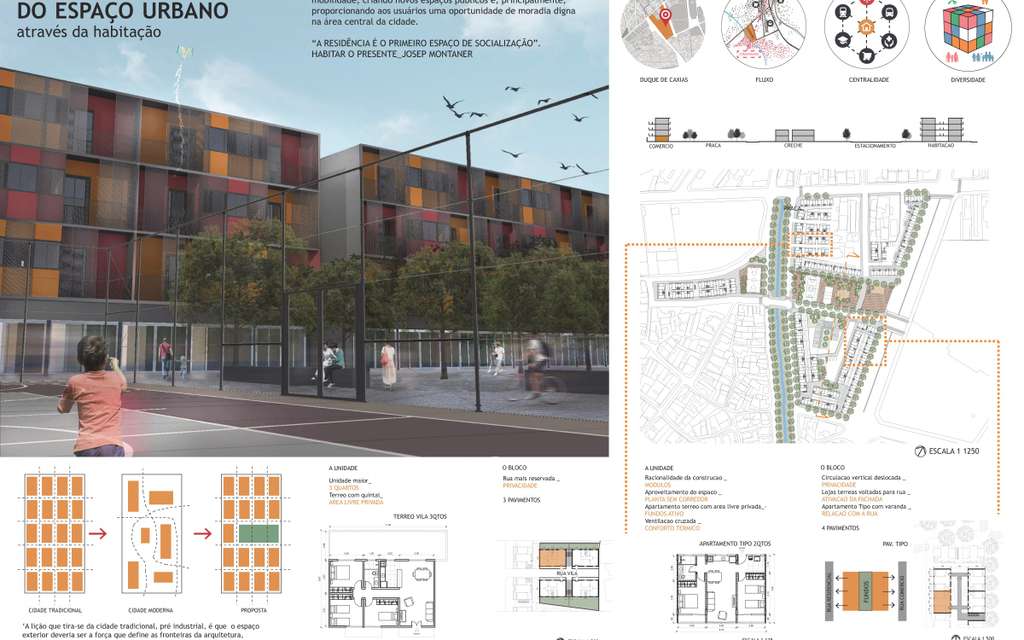 DO ESPAÇO URBANO
através da habitação
mobilidade, criando novos espaços públicos e, principalmente,
proporcionando aos usuários uma oportunidade de moradia digna
na área central da cidade.
“A RESIDÊNCIA É O PRIMEIRO ESPAÇO DE SOCIALIZAÇÃO”.
HABITAR O PRESENTE_JOSEP MONTANER
DUQUE DE CAXIAS
FLUXO
CENTRALIDADE
DIVERSIDADE
COMERCIO
PRACA
CRECHE
ESTACIONAMENTO
HABITACAO
ESCALA 1 1250
A UNIDADE
Unidade maior_
3 QUARTOS
Terreo com quintal_
AREA LIVRE PRIVADA
O BLOCO
Rua mais reservada _
PRIVACIDADE
3 PAVIMENTOS
TERREO VILA 3QTOS
RUA VILA
A UNIDADE
Racionalidade da construcao _
MODULOS
Aproveitamento do espaco _
PLANTA SEM CORREDOR
Apartamento terreo com area livre privada_
FUNDOS ATIVO
Ventilacao cruzada _
CONFORTO TERMICO
O BLOCO
Circulacao vertical deslocada _
PRIVACIDADE
Lojas terreas voltadas para rua _
ATIVACAO DA FACHADA
Apartamento Tipo com varanda _
RELACAO COM A RUA
4 PAVIMENTOS
APARTAMENTO TIPO 2QTOS
PAV. TIPO
RUA RESIDENCIA
FUNDOS
RUA COMERCIO
CIDADE TRADICIONAL
CIDADE MODERNA
PROPOSTA
‘A lição que tira-se da cidade tradicional, pré industrial, é que o espaço
exterior deveria ser a força que define as fronteiras da arquitetura,